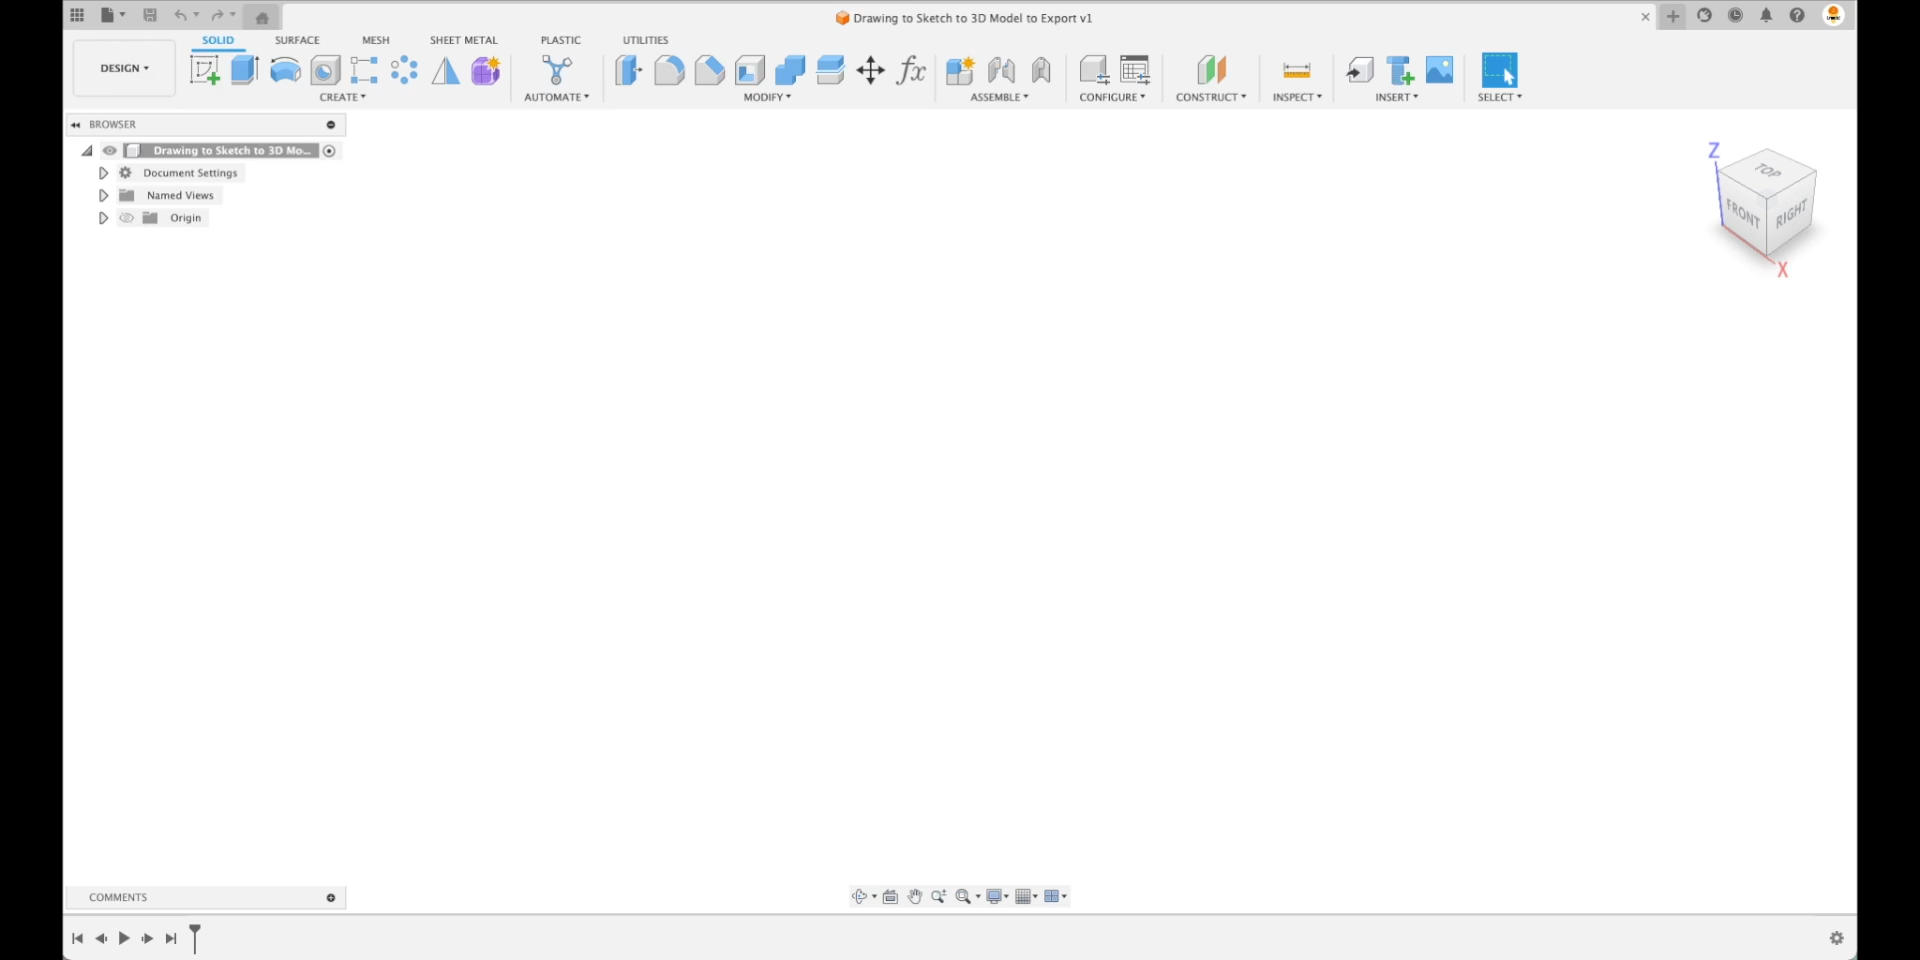 Drawing to Sketch to 3D Model to Export v1
SOLID SURFACE MESH SHEET METAL PLASTIC UTILITIES
DESIGN
fx
CREATE AUTOMATE MODIFY ASSEMBLE CONFIGURE CONSTRUCT INSPECT INSERT SELECT
BROWSER
Drawing to Sketch to 3D Mo...
Document Settings
Named Views
Origin
Z
TOP
FRONT RIGHT
X
COMMENTS